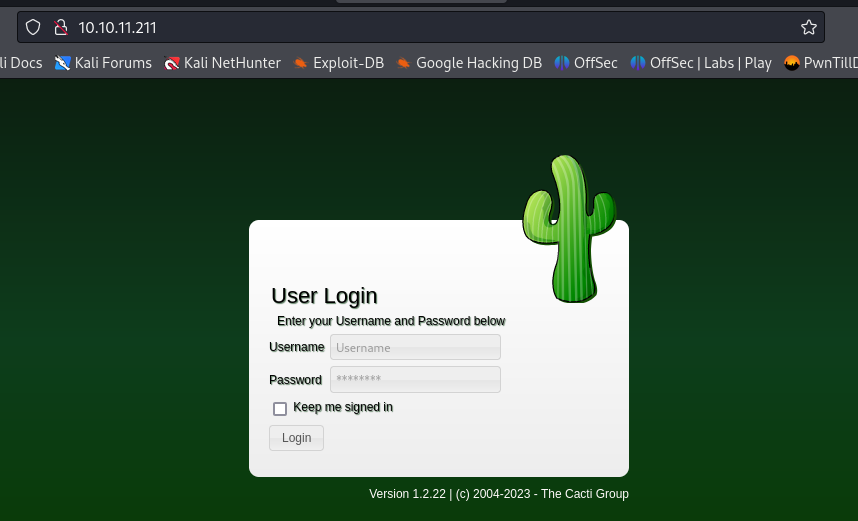 10.10.11.211
li Docs Kali Forums Kali NetHunter Exploit-DB Google Hacking DB OffSec OffSec | Labs | Play PwnTillD
User Login
Enter your Username and Password below
Username Username
Password ********
Keep me signed in
Login
Version 1.2.22 | (c) 2004-2023 - The Cacti Group